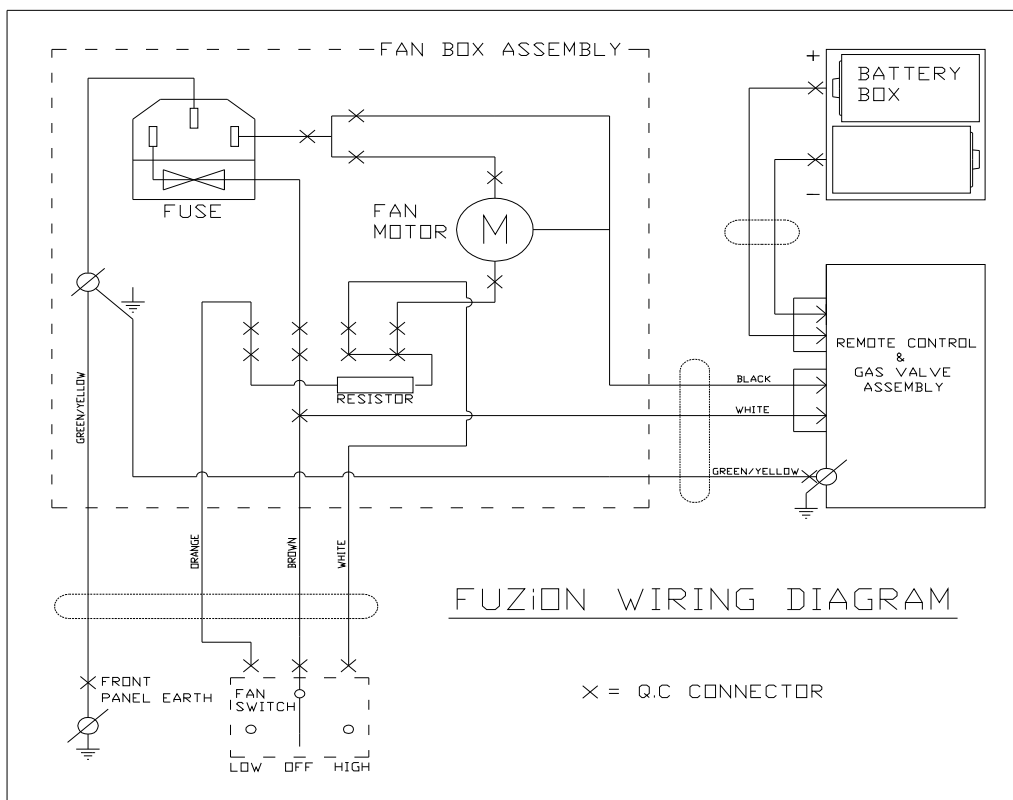 FAN BOX ASSEMBLY
+
BATTERY
BOX
-
FUSE
FAN
MOTOR
M
REMOTE CONTROL
&
GAS VALVE
ASSEMBLY
RESISTOR
BLACK
WHITE
GREEN/YELLOW
GREEN/YELLOW
ORANGE
BROWN
WHITE
FUZiON WIRING DIAGRAM
FRONT
PANEL EARTH
FAN
SWITCH
LOW OFF HIGH
X = Q.C CONNECTOR